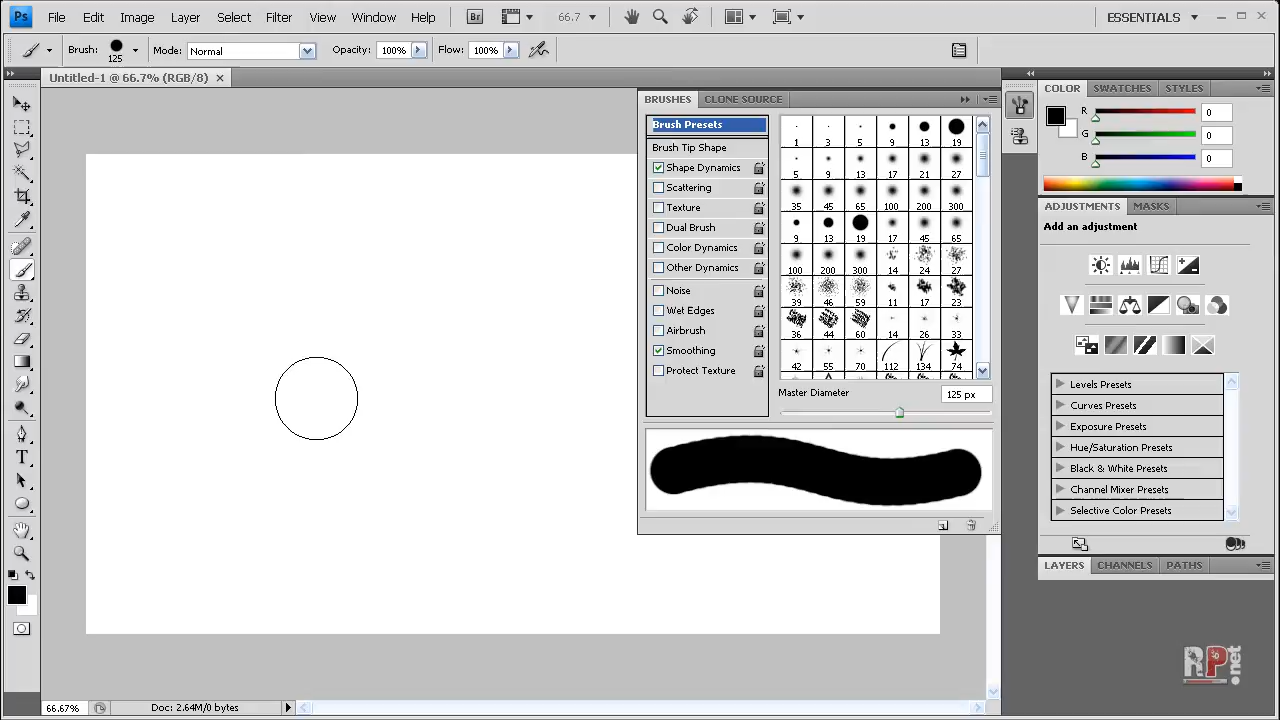 Ps File Edit Image Layer Select Filter View Window Help Br 66.7 ESSENTIALS
Brush: 125 Mode: Normal Opacity: 100% Flow: 100%
Untitled-1 @ 66.7% (RGB/8)
BRUSHES CLONE SOURCE
Brush Presets
Brush Tip Shape
Shape Dynamics
Scattering
Texture
Dual Brush
Color Dynamics
Other Dynamics
Noise
Wet Edges
Airbrush
Smoothing
Protect Texture
1 3 5 9 13 19
5 9 13 17 21 27
35 45 65 100 200 300
9 13 19 17 45 65
100 200 300 14 24 27
39 46 59 11 17 23
36 44 60 14 26 33
42 55 70 112 134 74
Master Diameter 125 px
COLOR SWATCHES STYLES
R 0
G 0
B 0
ADJUSTMENTS MASKS
Add an adjustment
Levels Presets
Curves Presets
Exposure Presets
Hue/Saturation Presets
Black & White Presets
Channel Mixer Presets
Selective Color Presets
LAYERS CHANNELS PATHS
T
RP.net
66.67% Doc: 2.64M/0 bytes